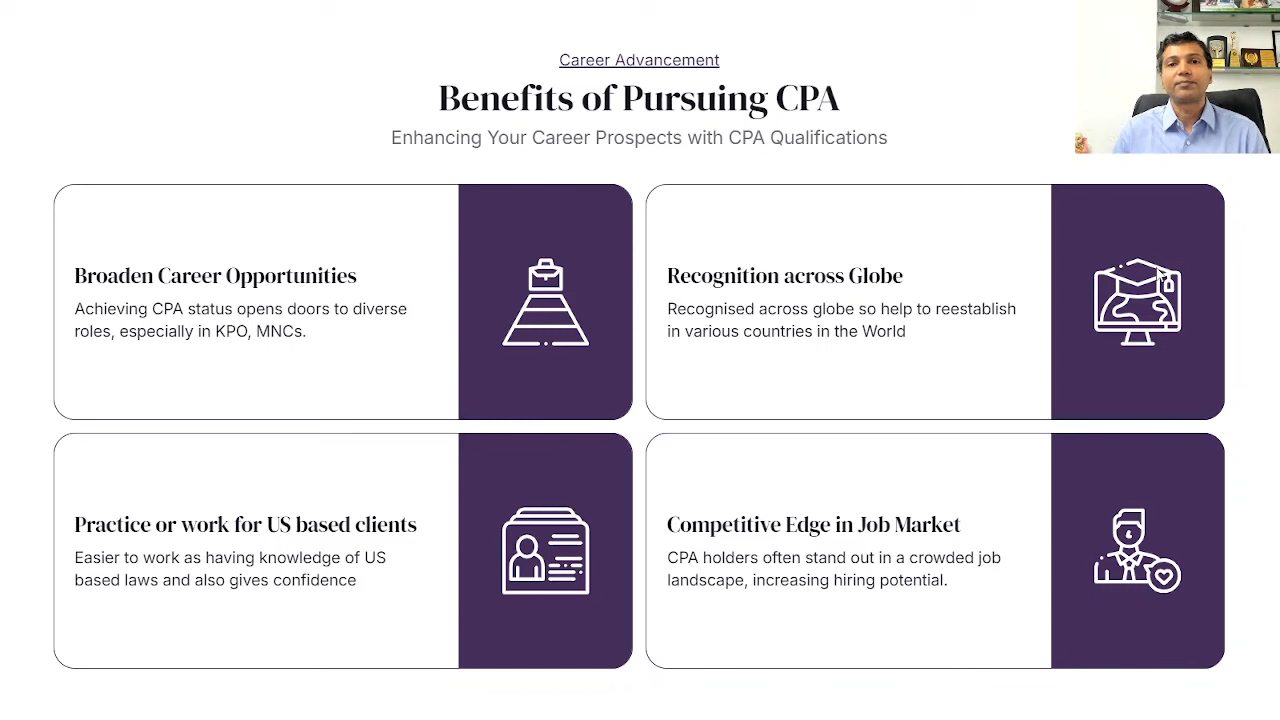 Career Advancement
Benefits of Pursuing CPA
Enhancing Your Career Prospects with CPA Qualifications
Broaden Career Opportunities
Achieving CPA status opens doors to diverse
roles, especially in KPO, MNCs.
Recognition across Globe
Recognised across globe so help to reestablish
in various countries in the World
Practice or work for US based clients
Easier to work as having knowledge of US
based laws and also gives confidence
Competitive Edge in Job Market
CPA holders often stand out in a crowded job
landscape, increasing hiring potential.